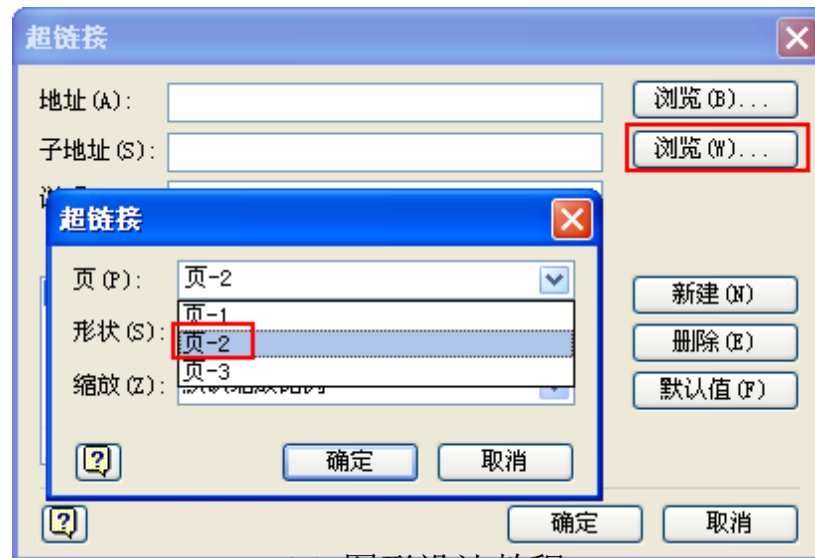 超链接
地址(A):
浏览(B)...
子地址(S):
浏览(W)...
超链接
页(P):
页-2
页-1
形状(S):
页-2
页-3
缩放(Z):
新建(N)
删除(E)
默认值(F)
确定
取消
确定
取消